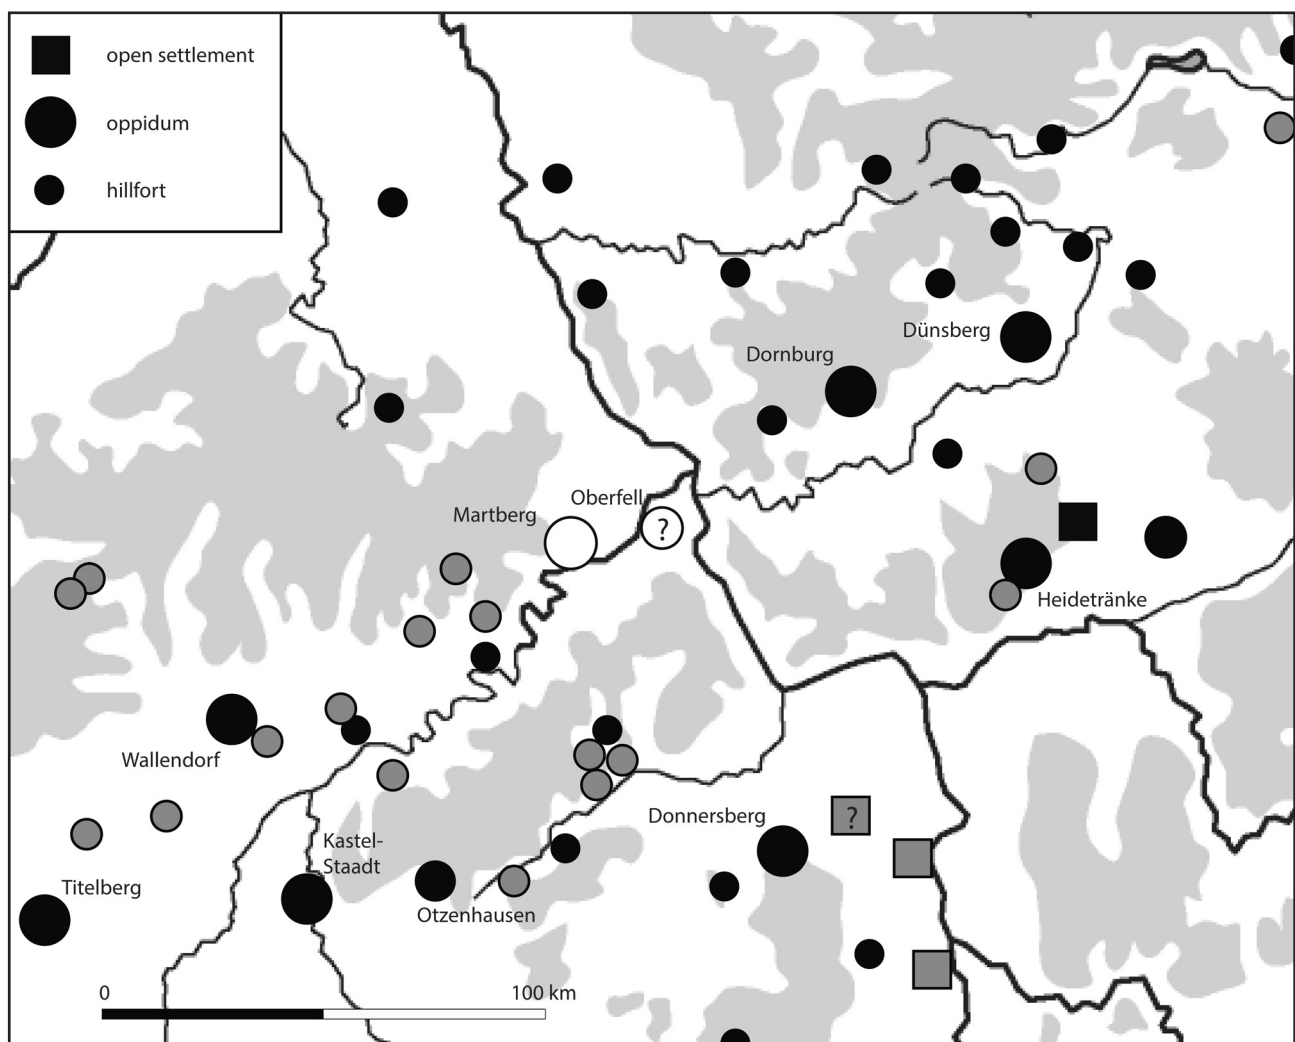 open settlement
oppidum
hillfort
Dünsberg
Dornburg
Oberfell
Martberg
?
Heidetränke
Wallendorf
Donnersberg
?
Kastel-
Staadt
Titelberg
Otzenhausen
0
100 km